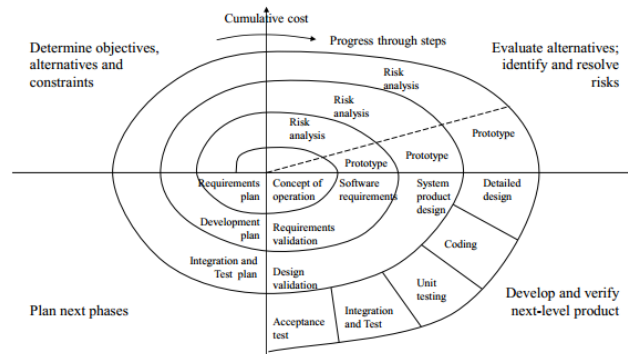 Cumulative cost
Determine objectives,
alternatives and
constraints
Progress through steps
Evaluate alternatives;
identify and resolve
risks
Risk
analysis
Risk
analysis
Risk
analysis
Prototype
Prototype
Prototype
Requirements
plan
Concept of
operation
Software
requirements
System
product
design
Detailed
design
Development
plan
Requirements
validation
Coding
Integration and
Test plan
Design
validation
Unit
testing
Plan next phases
Acceptance
test
Integration
and Test
Develop and verify
next-level product